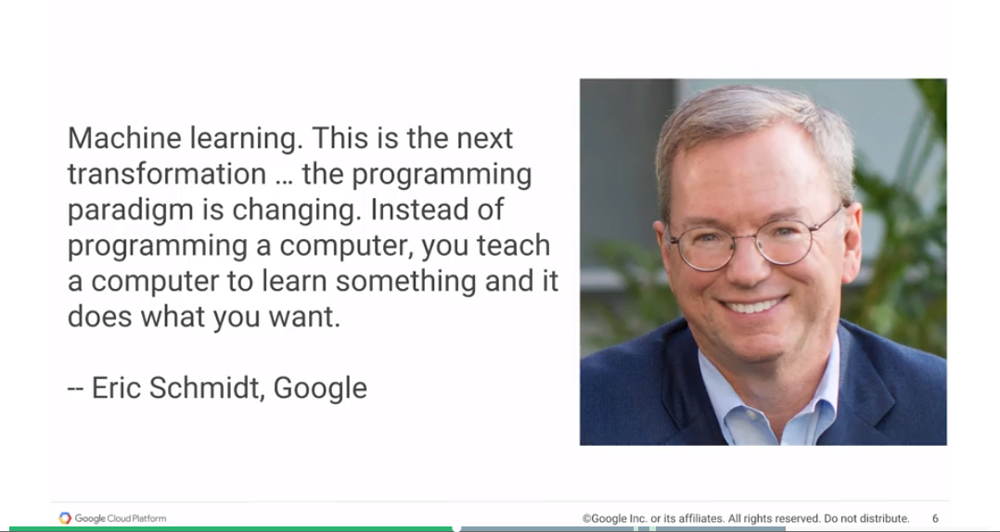 Machine learning. This is the next
transformation … the programming
paradigm is changing. Instead of
programming a computer, you teach
a computer to learn something and it
does what you want.
-- Eric Schmidt, Google
Google Cloud Platform
©Google Inc. or its affiliates. All rights reserved. Do not distribute.
6